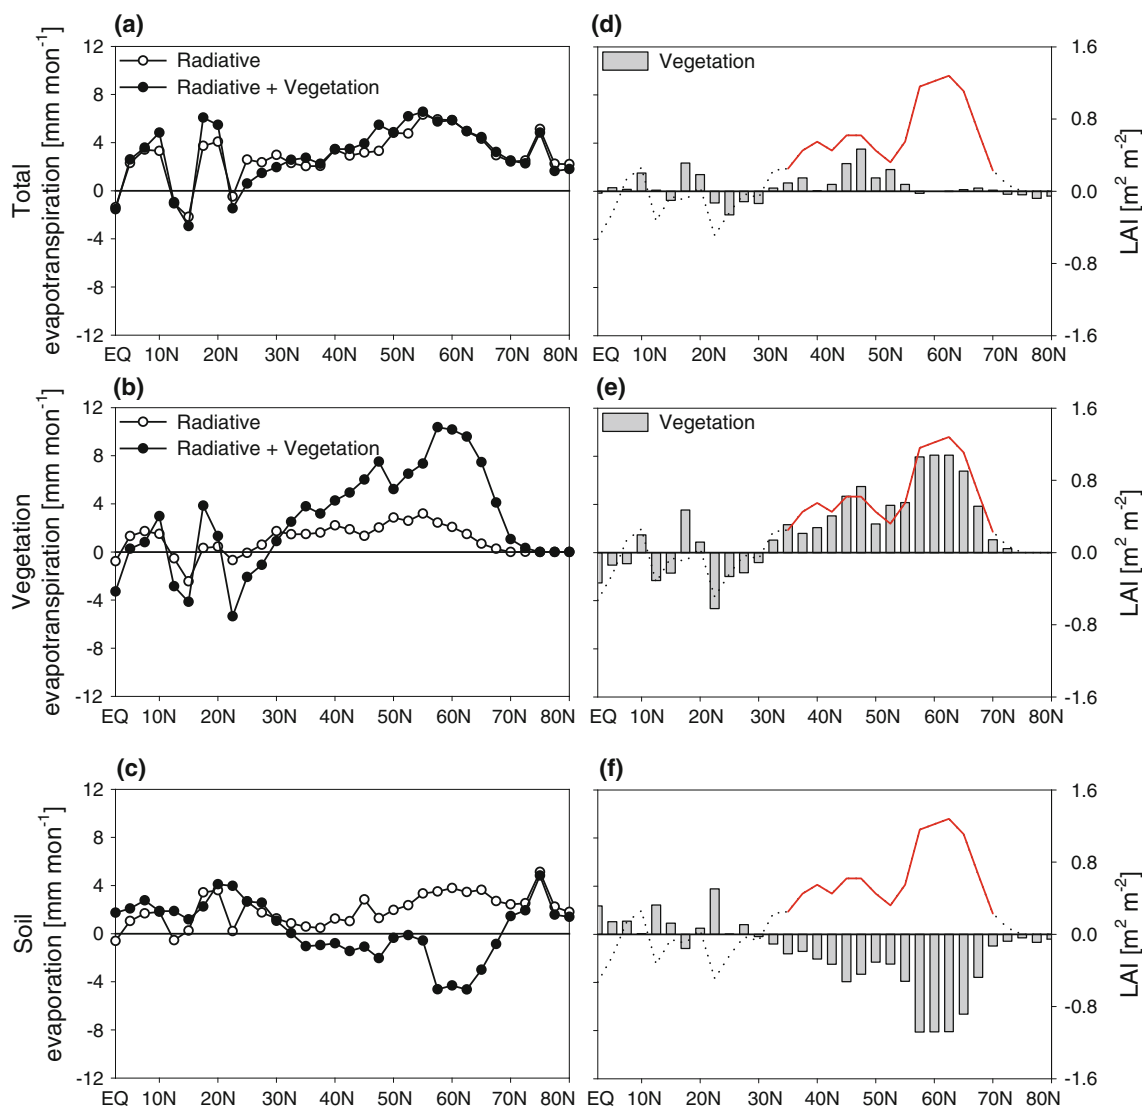 (a)
(d)
Total
evapotranspiration [mm mon-1]
12
8
4
0
-4
-8
-12
Radiative
Radiative + Vegetation
EQ 10N 20N 30N 40N 50N 60N 70N 80N
Vegetation
1.6
0.8
0.0
-0.8
-1.6
LAI [m2 m-2]
EQ 10N 20N 30N 40N 50N 60N 70N 80N
(b)
(e)
Vegetation
evapotranspiration [mm mon-1]
12
8
4
0
-4
-8
-12
Radiative
Radiative + Vegetation
EQ 10N 20N 30N 40N 50N 60N 70N 80N
Vegetation
1.6
0.8
0.0
-0.8
-1.6
LAI [m2 m-2]
EQ 10N 20N 30N 40N 50N 60N 70N 80N
(c)
(f)
Soil
evaporation [mm mon-1]
12
8
4
0
-4
-8
-12
EQ 10N 20N 30N 40N 50N 60N 70N 80N
1.6
0.8
0.0
-0.8
-1.6
LAI [m2 m-2]
EQ 10N 20N 30N 40N 50N 60N 70N 80N